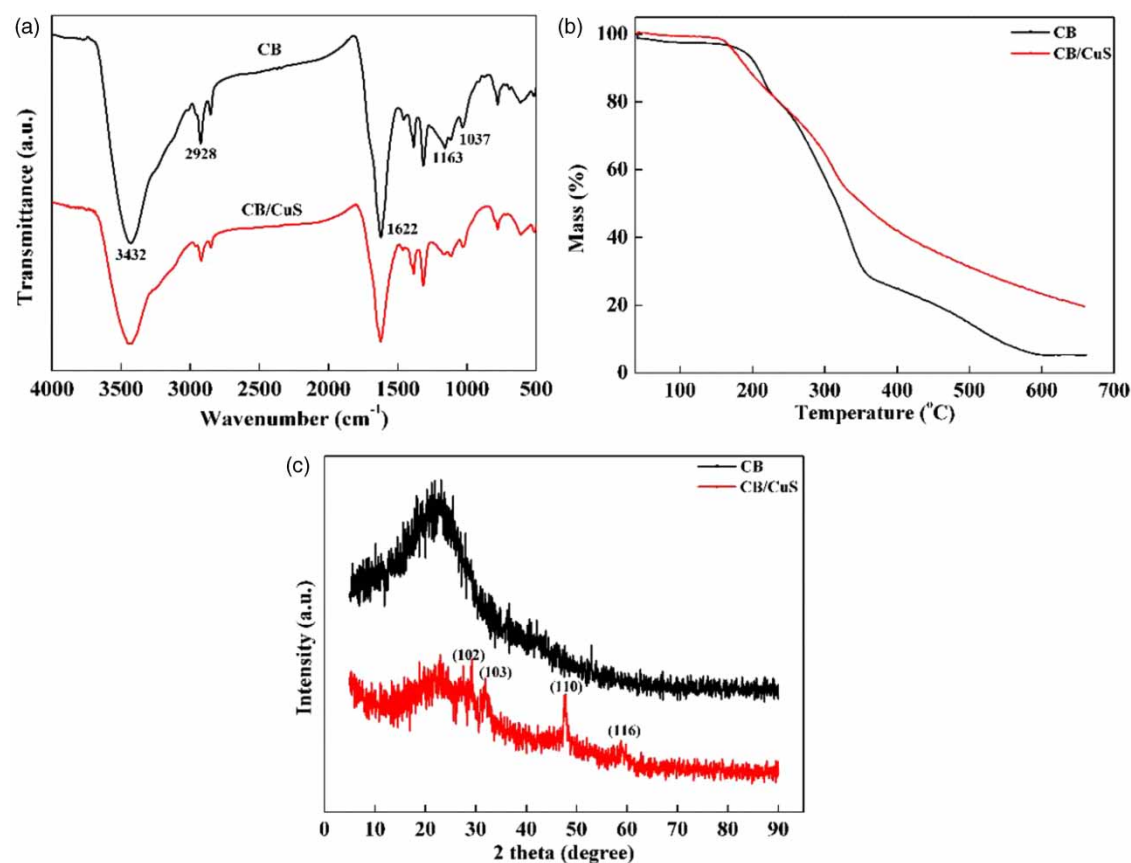 (a)
CB
2928
1163
1037
CB/CuS
3432
1622
Transmittance (a.u.)
4000 3500 3000 2500 2000 1500 1000 500
Wavenumber (cm⁻¹)
(b)
CB
CB/CuS
100
80
60
40
20
0
Mass (%)
100 200 300 400 500 600 700
Temperature (°C)
(c)
CB
CB/CuS
(102)
(103)
(110)
(116)
Intensity (a.u.)
0 10 20 30 40 50 60 70 80 90
2 theta (degree)